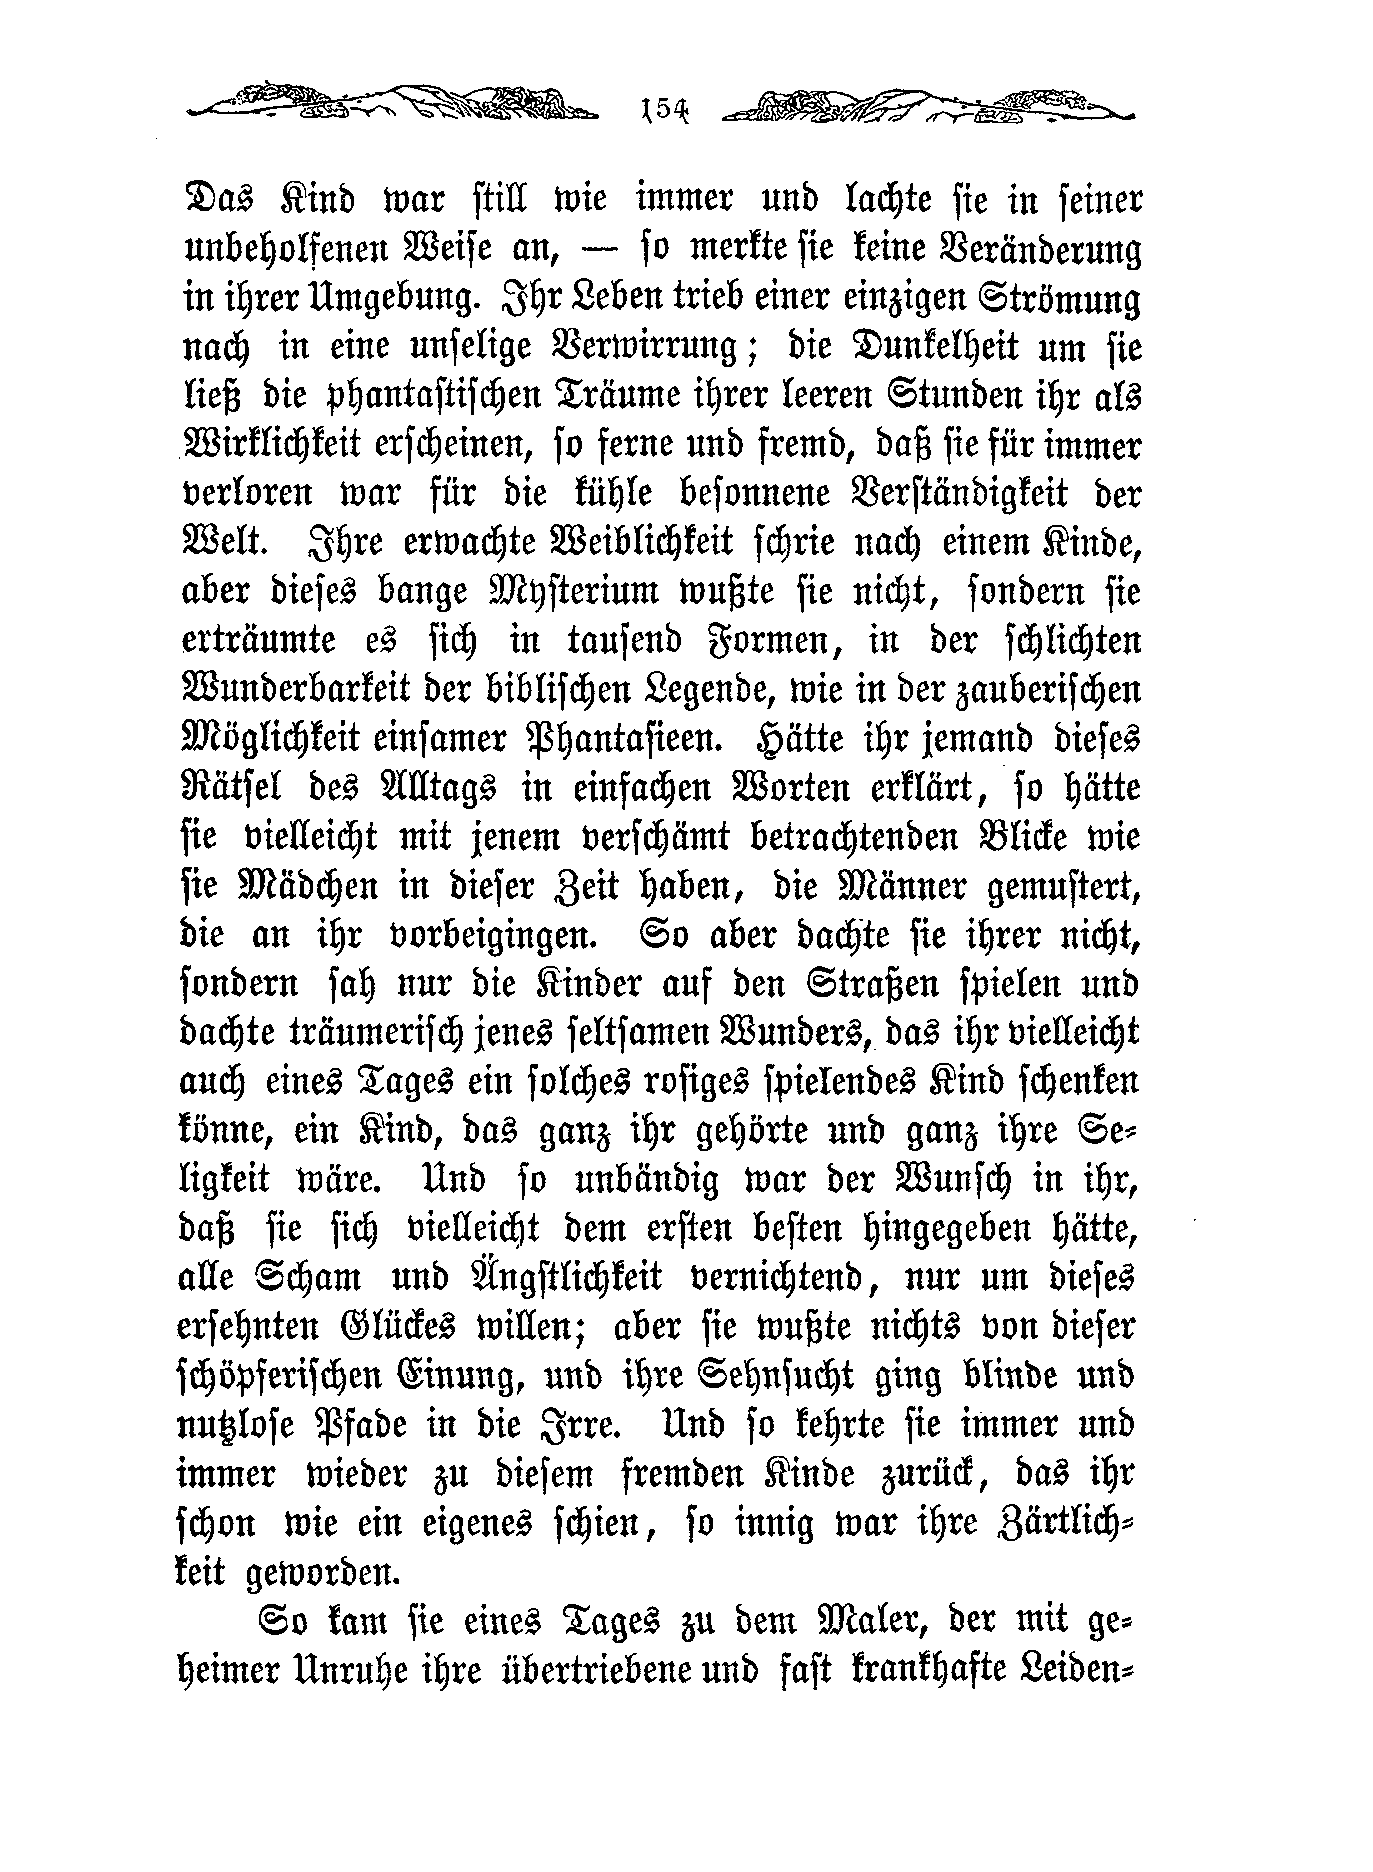 154
Das Kind war still wie immer und lachte sie in seiner
unbeholfenen Weise an, — so merkte sie keine Veränderung
in ihrer Umgebung. Ihr Leben trieb einer einzigen Strömung
nach in eine unselige Verwirrung; die Dunkelheit um sie
ließ die phantastischen Träume ihrer leeren Stunden ihr als
Wirklichkeit erscheinen, so ferne und fremd, daß sie für immer
verloren war für die kühle besonnene Verständigkeit der
Welt. Ihre erwachte Weiblichkeit schrie nach einem Kinde,
aber dieses bange Mysterium wußte sie nicht, sondern sie
erträumte es sich in tausend Formen, in der schlichten
Wunderbarkeit der biblischen Legende, wie in der zauberischen
Möglichkeit einsamer Phantasieen. Hätte ihr jemand dieses
Rätsel des Alltags in einfachen Worten erklärt, so hätte
sie vielleicht mit jenem verschämt betrachtenden Blicke wie
sie Mädchen in dieser Zeit haben, die Männer gemustert,
die an ihr vorbeigingen. So aber dachte sie ihrer nicht,
sondern sah nur die Kinder auf den Straßen spielen und
dachte träumerisch jenes seltsamen Wunders, das ihr vielleicht
auch eines Tages ein solches rosiges spielendes Kind schenken
könne, ein Kind, das ganz ihr gehörte und ganz ihre Se-
ligkeit wäre. Und so unbändig war der Wunsch in ihr,
daß sie sich vielleicht dem ersten besten hingegeben hätte,
alle Scham und Ängstlichkeit vernichtend, nur um dieses
ersehnten Glückes willen; aber sie wußte nichts von dieser
schöpferischen Einung, und ihre Sehnsucht ging blinde und
nutzlose Pfade in die Irre. Und so kehrte sie immer und
immer wieder zu diesem fremden Kinde zurück, das ihr
schon wie ein eigenes schien, so innig war ihre Zärtlich-
keit geworden.
So kam sie eines Tages zu dem Maler, der mit ge-
heimer Unruhe ihre übertriebene und fast krankhafte Leiden-